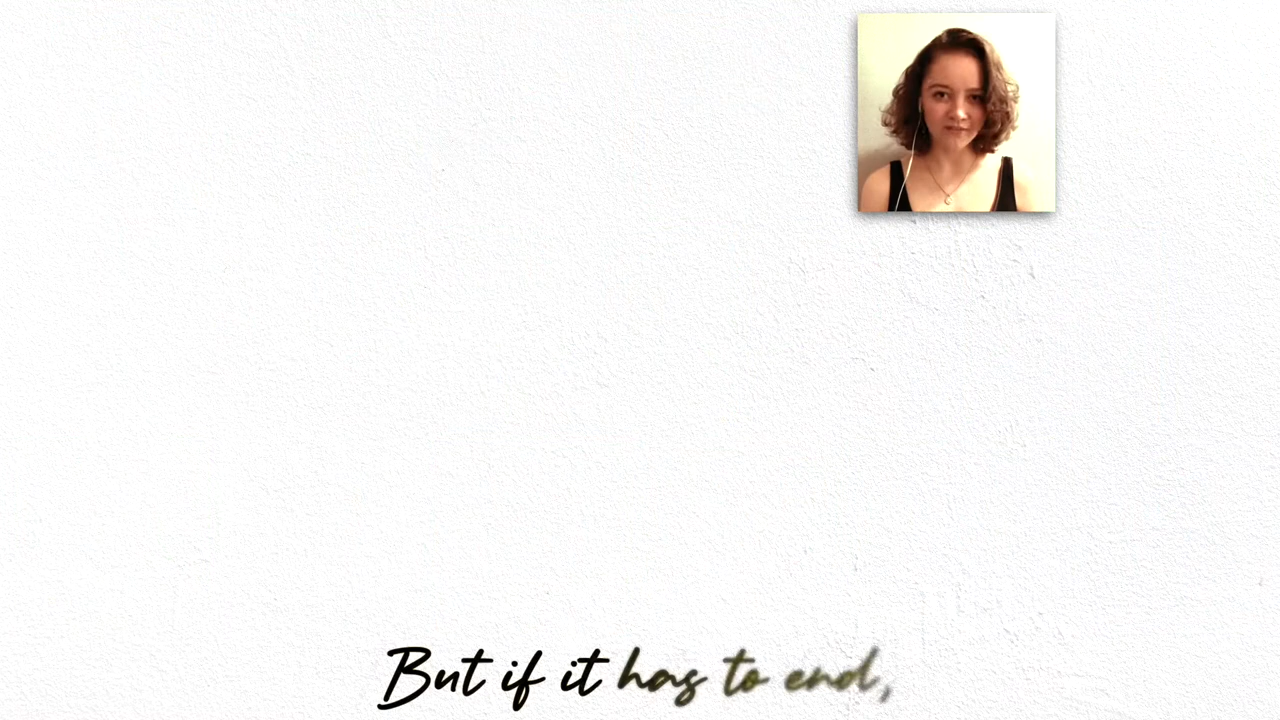 But if it has to end,